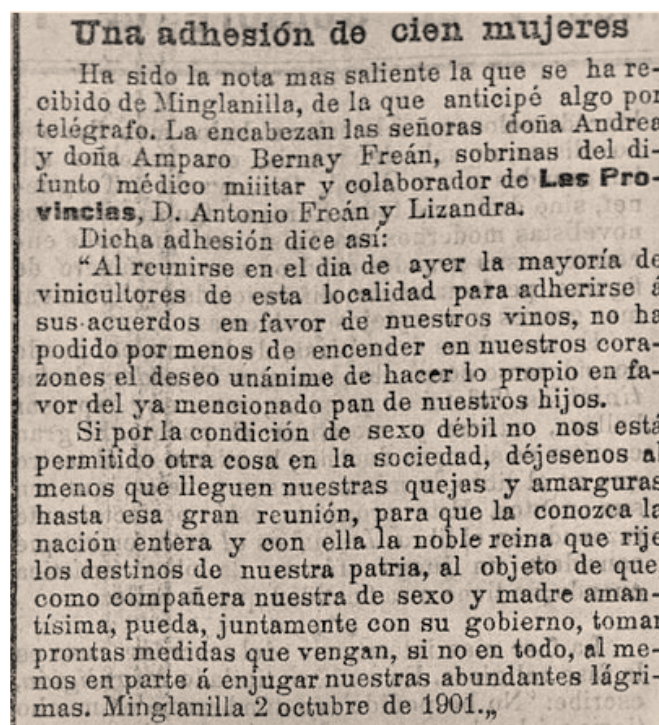 Una adhesión de cien mujeres
Ha sido la nota mas saliente la que se ha re-
cibido de Minglanilla, de la que anticipé algo por
telégrafo. La encabezan las señoras doña Andrea
y doña Amparo Bernay Freán, sobrinas del di-
funto médico miiitar y colaborador de Las Pro-
vincias, D. Antonio Freán y Lizandra.
Dicha adhesión dice así:
“Al reunirse en el dia de ayer la mayoría de
vinicultores de esta localidad para adherirse á
sus acuerdos en favor de nuestros vinos, no ha
podido por menos de encender en nuestros cora-
zones el deseo unánime de hacer lo propio en fa-
vor del ya mencionado pan de nuestros hijos.
Si por la condición de sexo débil no nos está
permitido otra cosa en la sociedad, déjesenos al
menos que lleguen nuestras quejas y amarguras
hasta esa gran reunión, para que la conozca la
nación entera y con ella la noble reina que rije
los destinos de nuestra patria, al objeto de que,
como compañera nuestra de sexo y madre aman-
tísima, pueda, juntamente con su gobierno, tomar
prontas medidas que vengan, si no en todo, al me-
nos en parte á enjugar nuestras abundantes lágri-
mas. Minglanilla 2 octubre de 1901.„